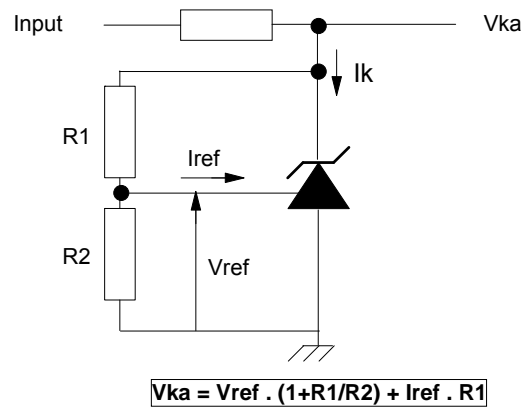 Input
Vka
Ik
R1
Iref
R2
Vref
Vka = Vref . (1+R1/R2) + Iref . R1